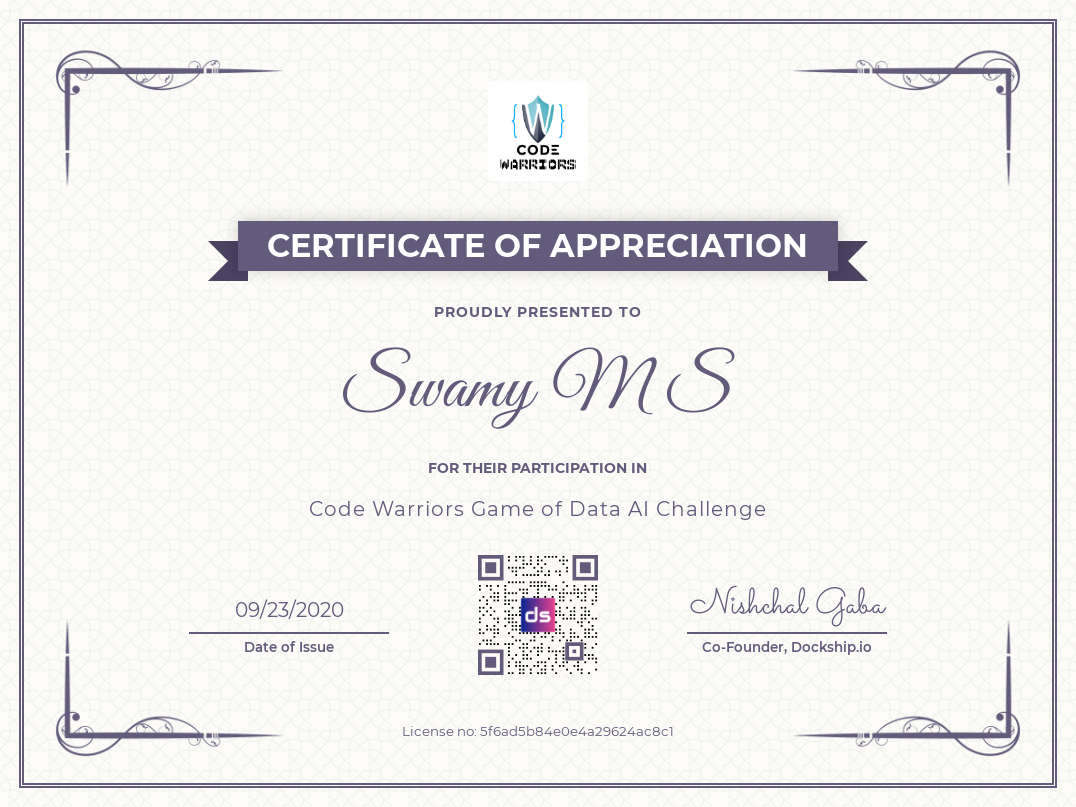 CODE
WARRIORS
CERTIFICATE OF APPRECIATION
PROUDLY PRESENTED TO
Swamy M S
FOR THEIR PARTICIPATION IN
Code Warriors Game of Data AI Challenge
09/23/2020
Date of Issue
ds
Nishchal Gaba
Co-Founder, Dockship.io
License no: 5f6ad5b84e0e4a29624ac8c1